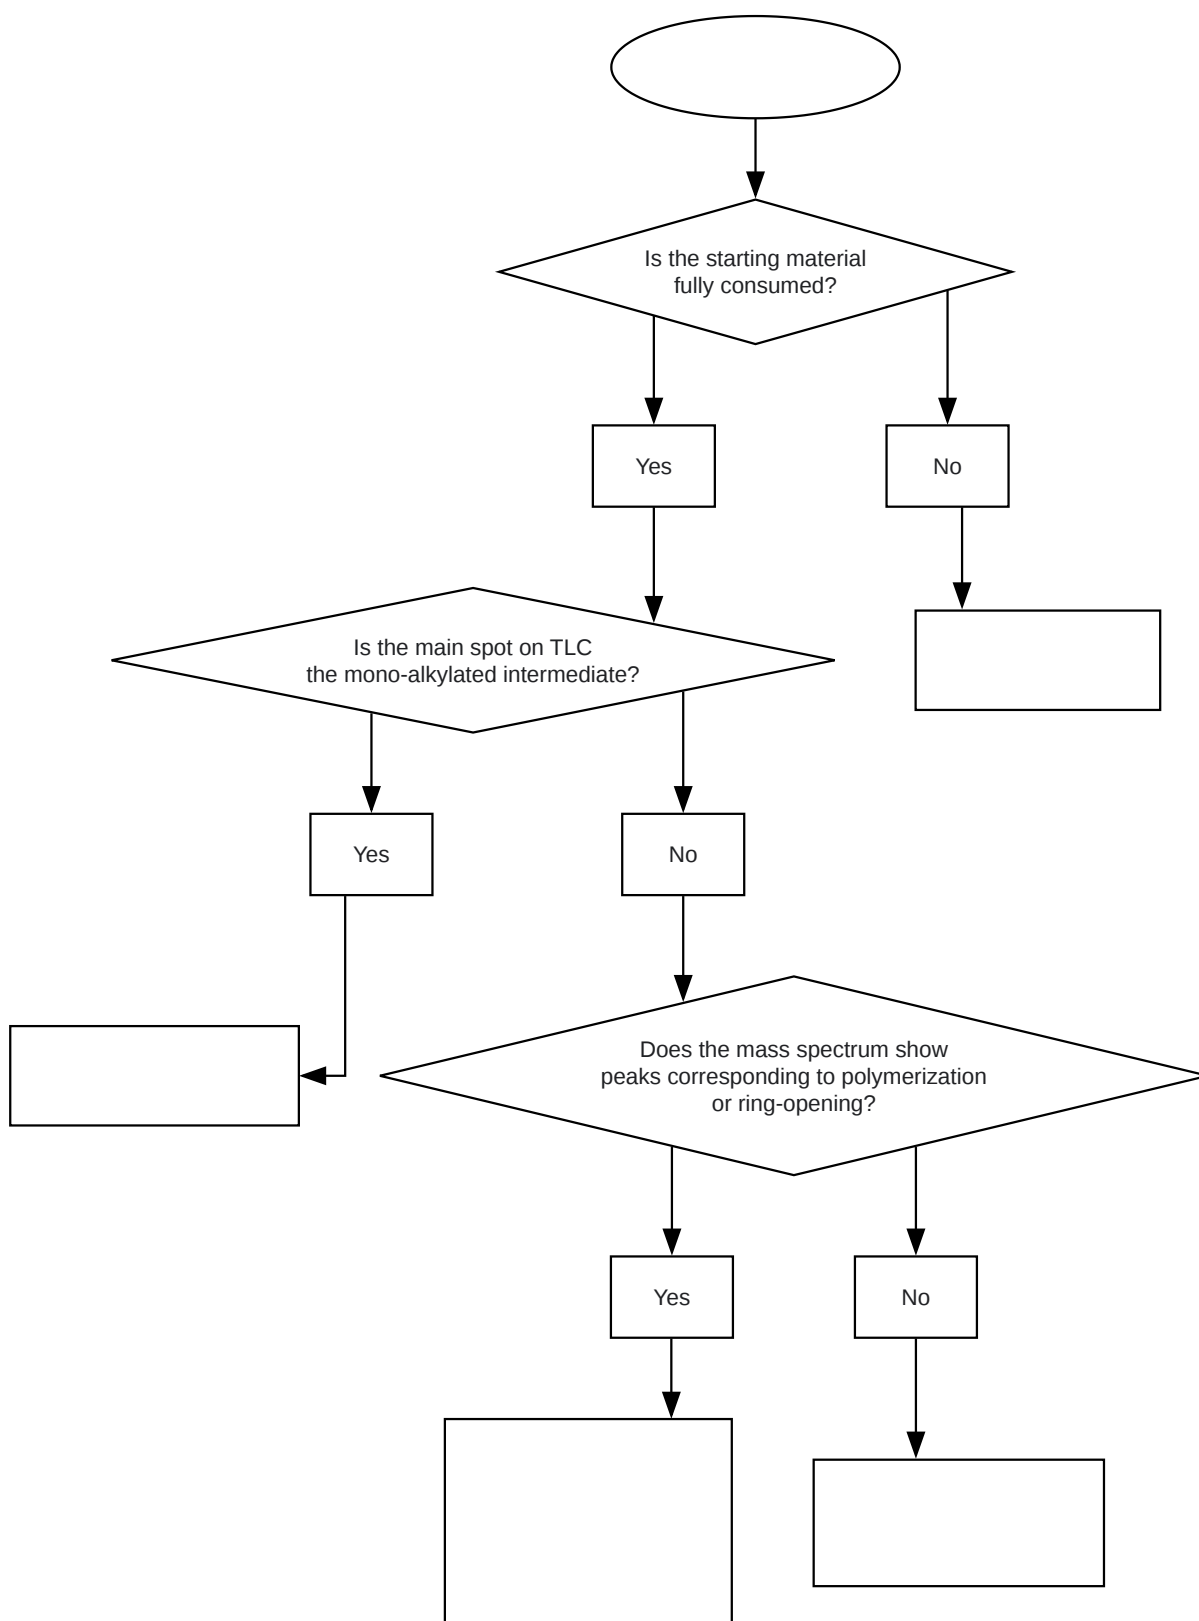 Is the starting material
fully consumed?
Yes
No
Is the main spot on TLC
the mono-alkylated intermediate?
Yes
No
Does the mass spectrum show
peaks corresponding to polymerization
or ring-opening?
Yes
No